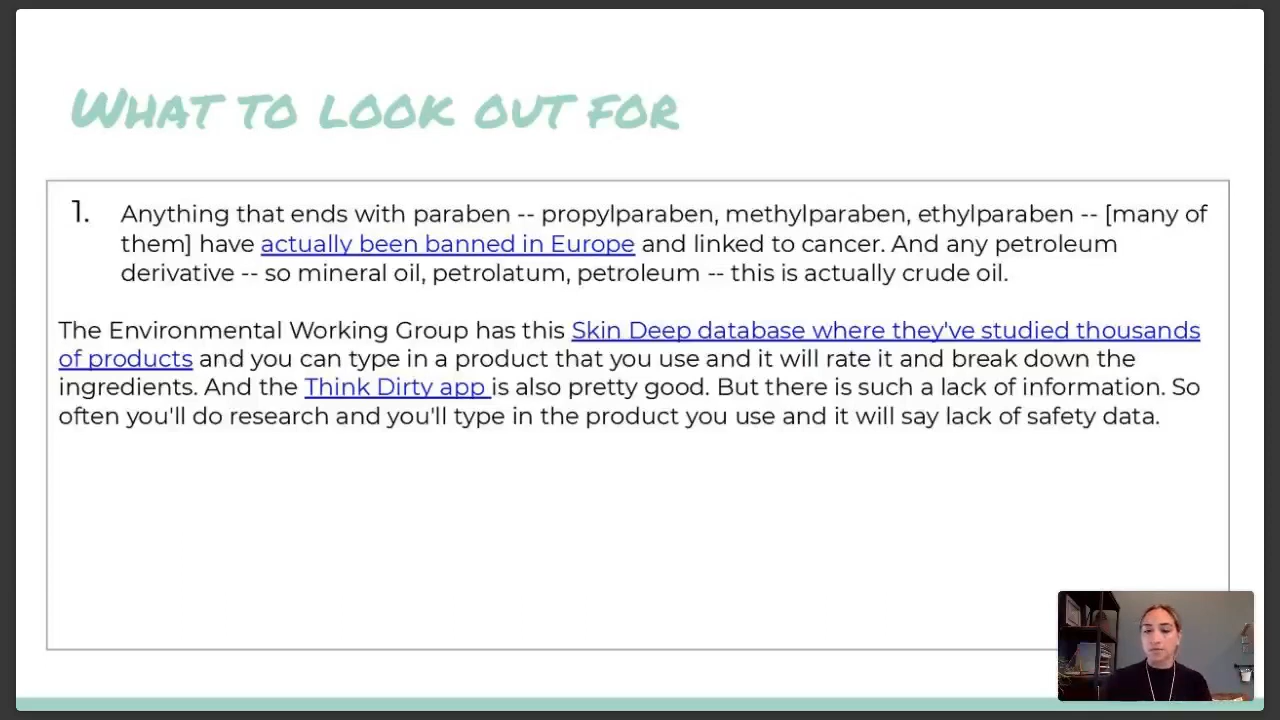 What to look out for
1. Anything that ends with paraben -- propylparaben, methylparaben, ethylparaben -- [many of
them] have actually been banned in Europe and linked to cancer. And any petroleum
derivative -- so mineral oil, petrolatum, petroleum -- this is actually crude oil.
The Environmental Working Group has this Skin Deep database where they've studied thousands
of products and you can type in a product that you use and it will rate it and break down the
ingredients. And the Think Dirty app is also pretty good. But there is such a lack of information. So
often you'll do research and you'll type in the product you use and it will say lack of safety data.